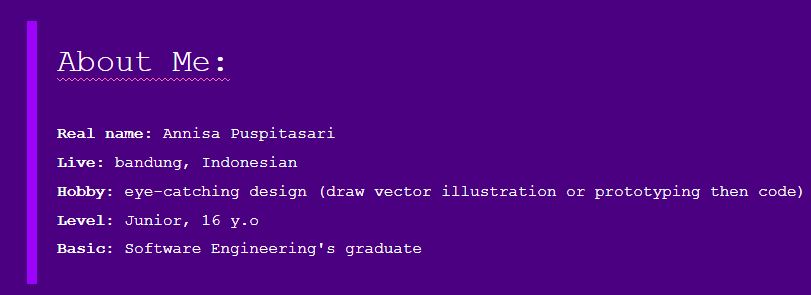 About Me:
Real name: Annisa Puspitasari
Live: bandung, Indonesian
Hobby: eye-catching design (draw vector illustration or prototyping then code)
Level: Junior, 16 y.o
Basic: Software Engineering's graduate